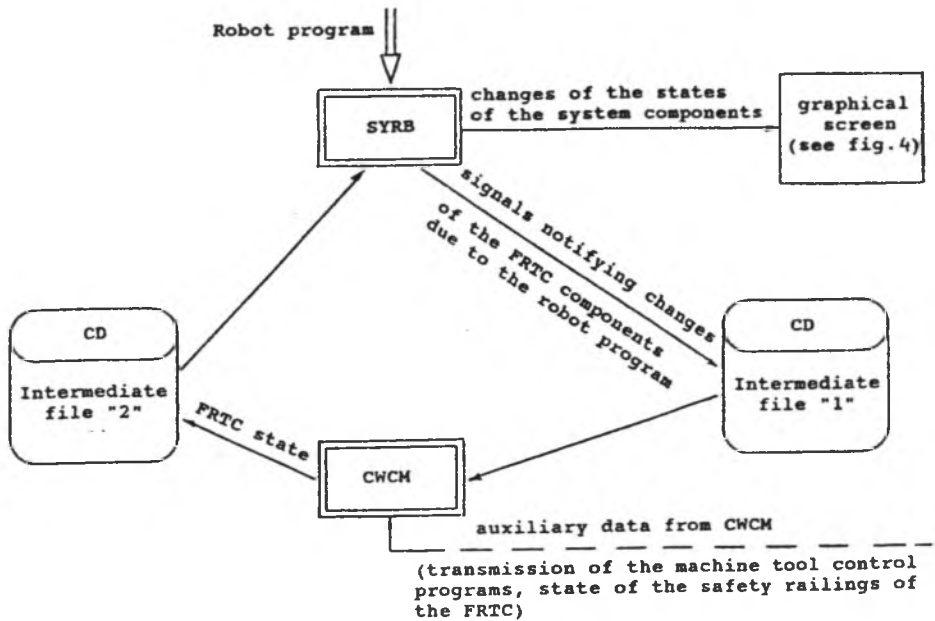 Robot program
SYRB
changes of the states
of the system components
graphical
screen
(see fig.4)
signals notifying changes
of the FRTC components
due to the robot program
CD
Intermediate
file "2"
CD
Intermediate
file "1"
FRTC state
CWCM
auxiliary data from CWCM
(transmission of the machine tool control
programs, state of the safety railings of
the FRTC)